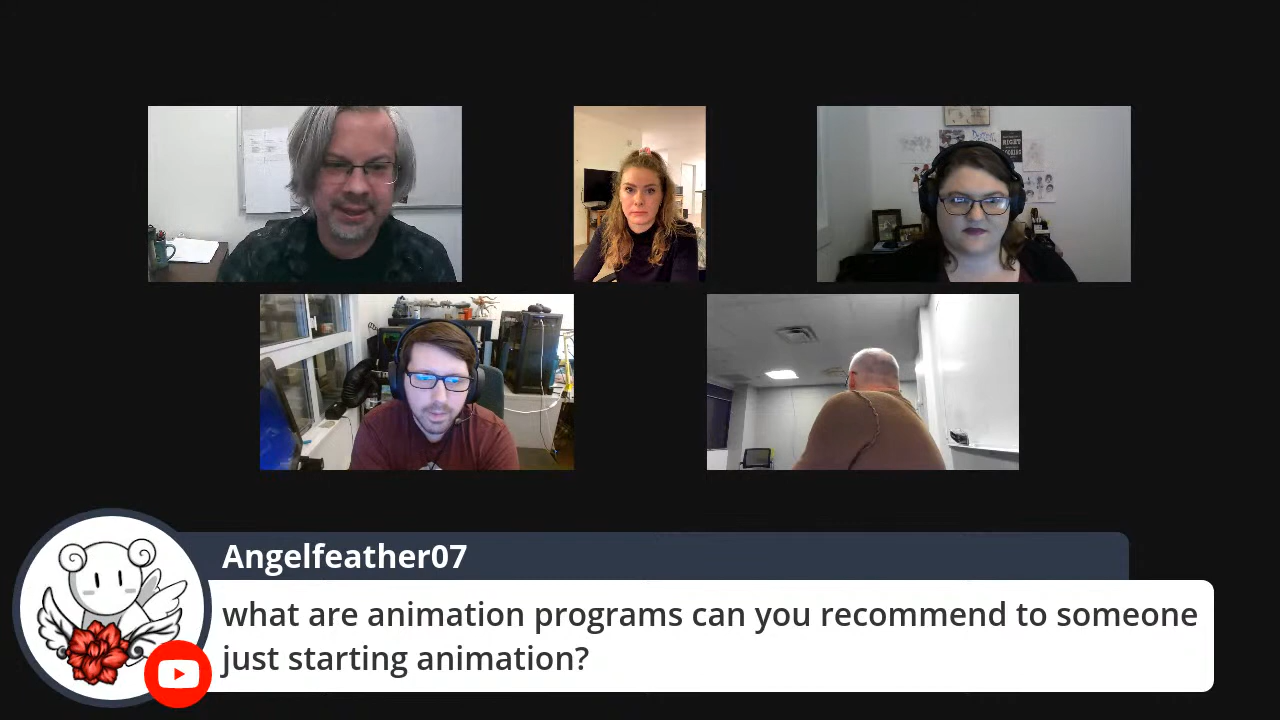 Angelfeather07
what are animation programs can you recommend to someone
just starting animation?